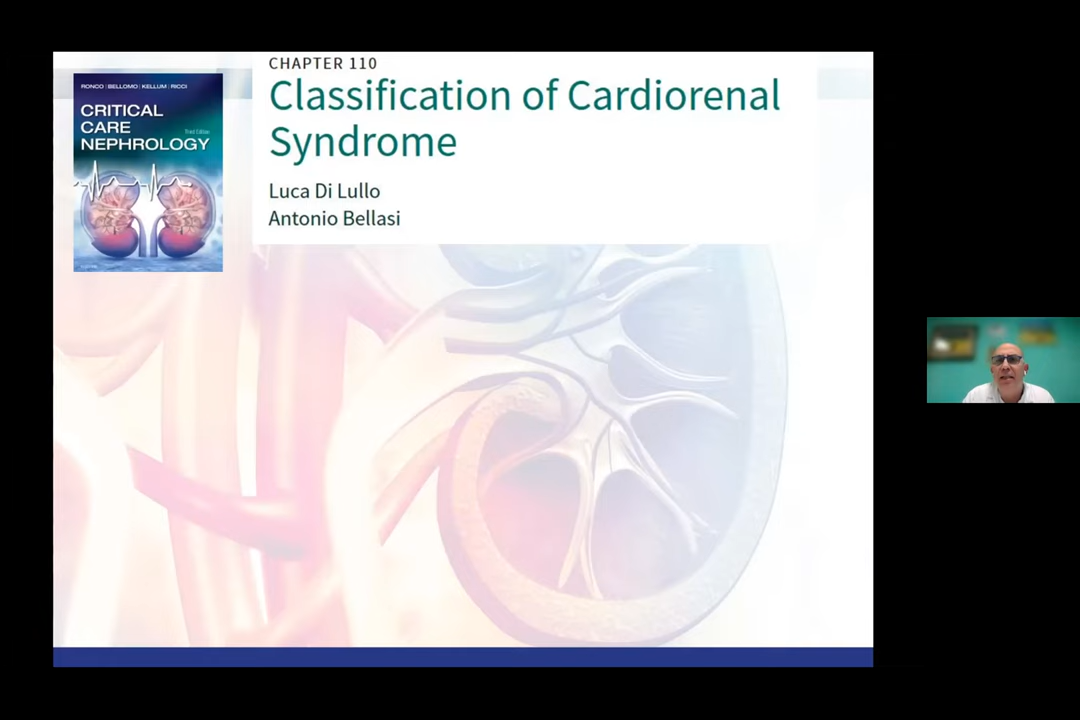 CHAPTER 110
Classification of Cardiorenal
Syndrome
Luca Di Lullo
Antonio Bellasi
RONCO | BELLOMO | KELLUM | RICCI
CRITICAL
CARE
Third Edition
NEPHROLOGY